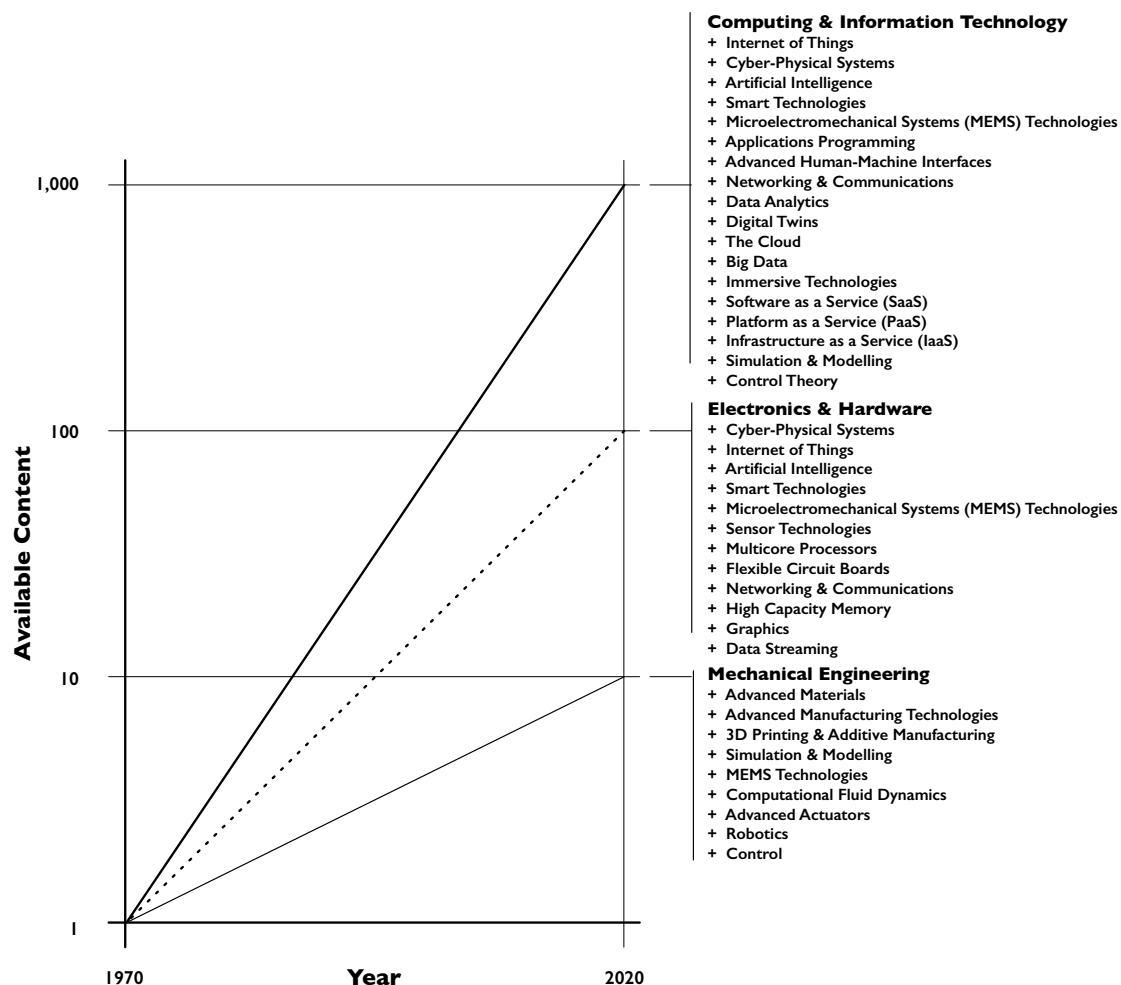 Computing & Information Technology
+ Internet of Things
+ Cyber-Physical Systems
+ Artificial Intelligence
+ Smart Technologies
+ Microelectromechanical Systems (MEMS) Technologies
+ Applications Programming
+ Advanced Human-Machine Interfaces
+ Networking & Communications
+ Data Analytics
+ Digital Twins
+ The Cloud
+ Big Data
+ Immersive Technologies
+ Software as a Service (SaaS)
+ Platform as a Service (PaaS)
+ Infrastructure as a Service (IaaS)
+ Simulation & Modelling
+ Control Theory
Electronics & Hardware
+ Cyber-Physical Systems
+ Internet of Things
+ Artificial Intelligence
+ Smart Technologies
+ Microelectromechanical Systems (MEMS) Technologies
+ Sensor Technologies
+ Multicore Processors
+ Flexible Circuit Boards
+ Networking & Communications
+ High Capacity Memory
+ Graphics
+ Data Streaming
Mechanical Engineering
+ Advanced Materials
+ Advanced Manufacturing Technologies
+ 3D Printing & Additive Manufacturing
+ Simulation & Modelling
+ MEMS Technologies
+ Computational Fluid Dynamics
+ Advanced Actuators
+ Robotics
+ Control
Available Content
1,000
100
10
1
1970
Year
2020